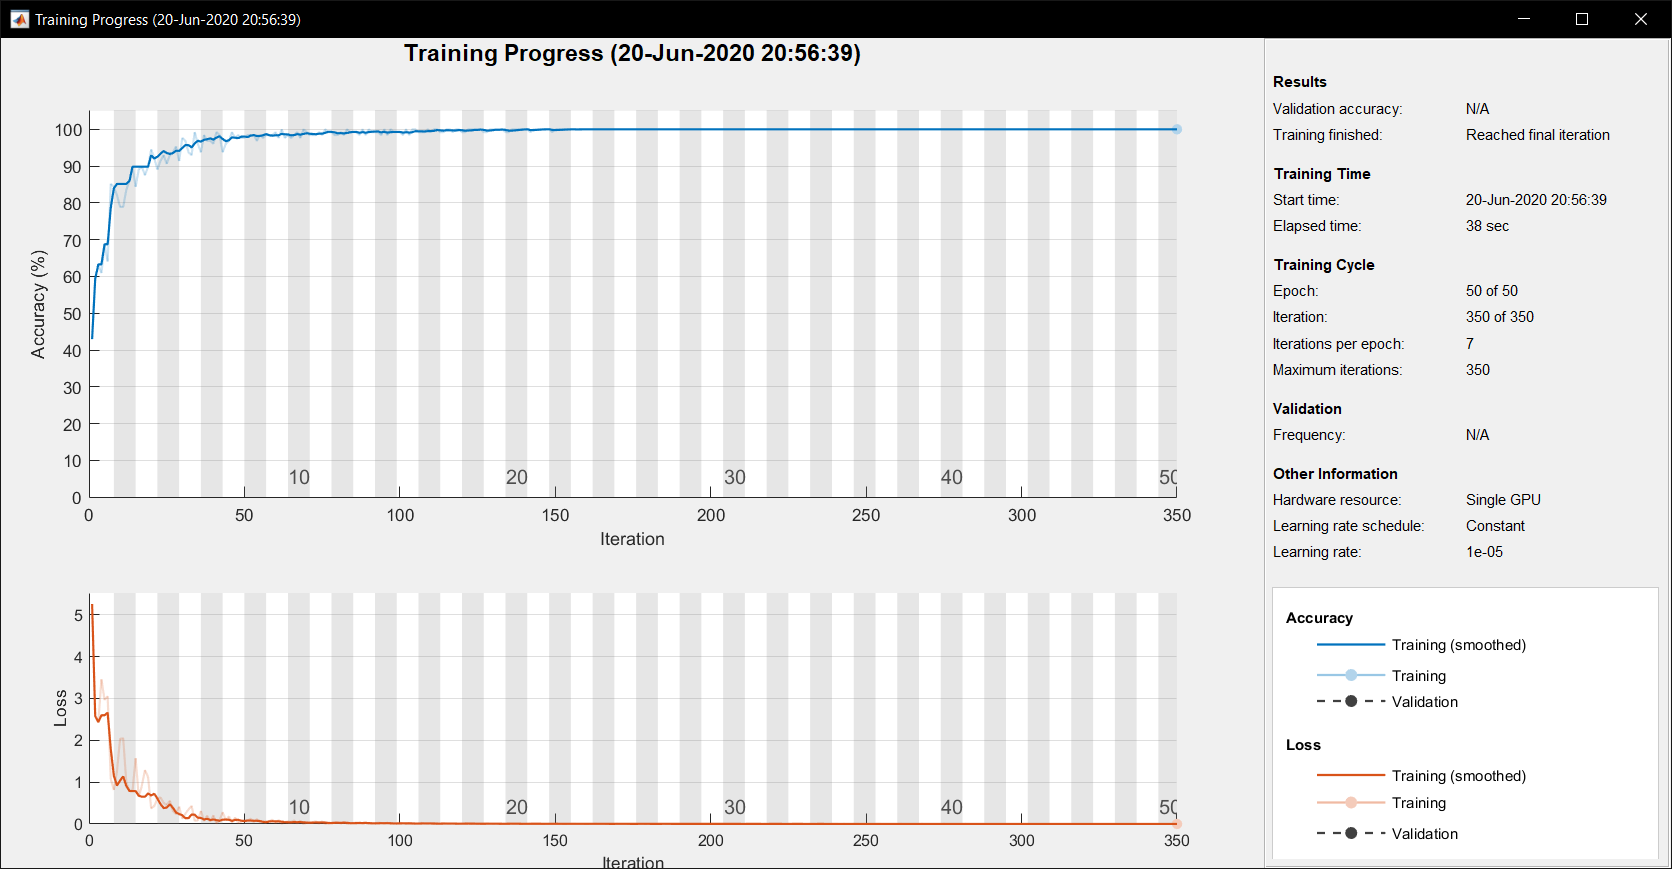 Training Progress (20-Jun-2020 20:56:39)
Training Progress (20-Jun-2020 20:56:39)
100
90
80
70
60
50
40
30
20
10
0
Accuracy (%)
10 20 30 40 50
0 50 100 150 200 250 300 350
Iteration
5
4
3
2
1
0
Loss
10 20 30 40 50
0 50 100 150 200 250 300 350
Iteration
Results
Validation accuracy: N/A
Training finished: Reached final iteration
Training Time
Start time: 20-Jun-2020 20:56:39
Elapsed time: 38 sec
Training Cycle
Epoch: 50 of 50
Iteration: 350 of 350
Iterations per epoch: 7
Maximum iterations: 350
Validation
Frequency: N/A
Other Information
Hardware resource: Single GPU
Learning rate schedule: Constant
Learning rate: 1e-05
Accuracy
Training (smoothed)
Training
Validation
Loss
Training (smoothed)
Training
Validation